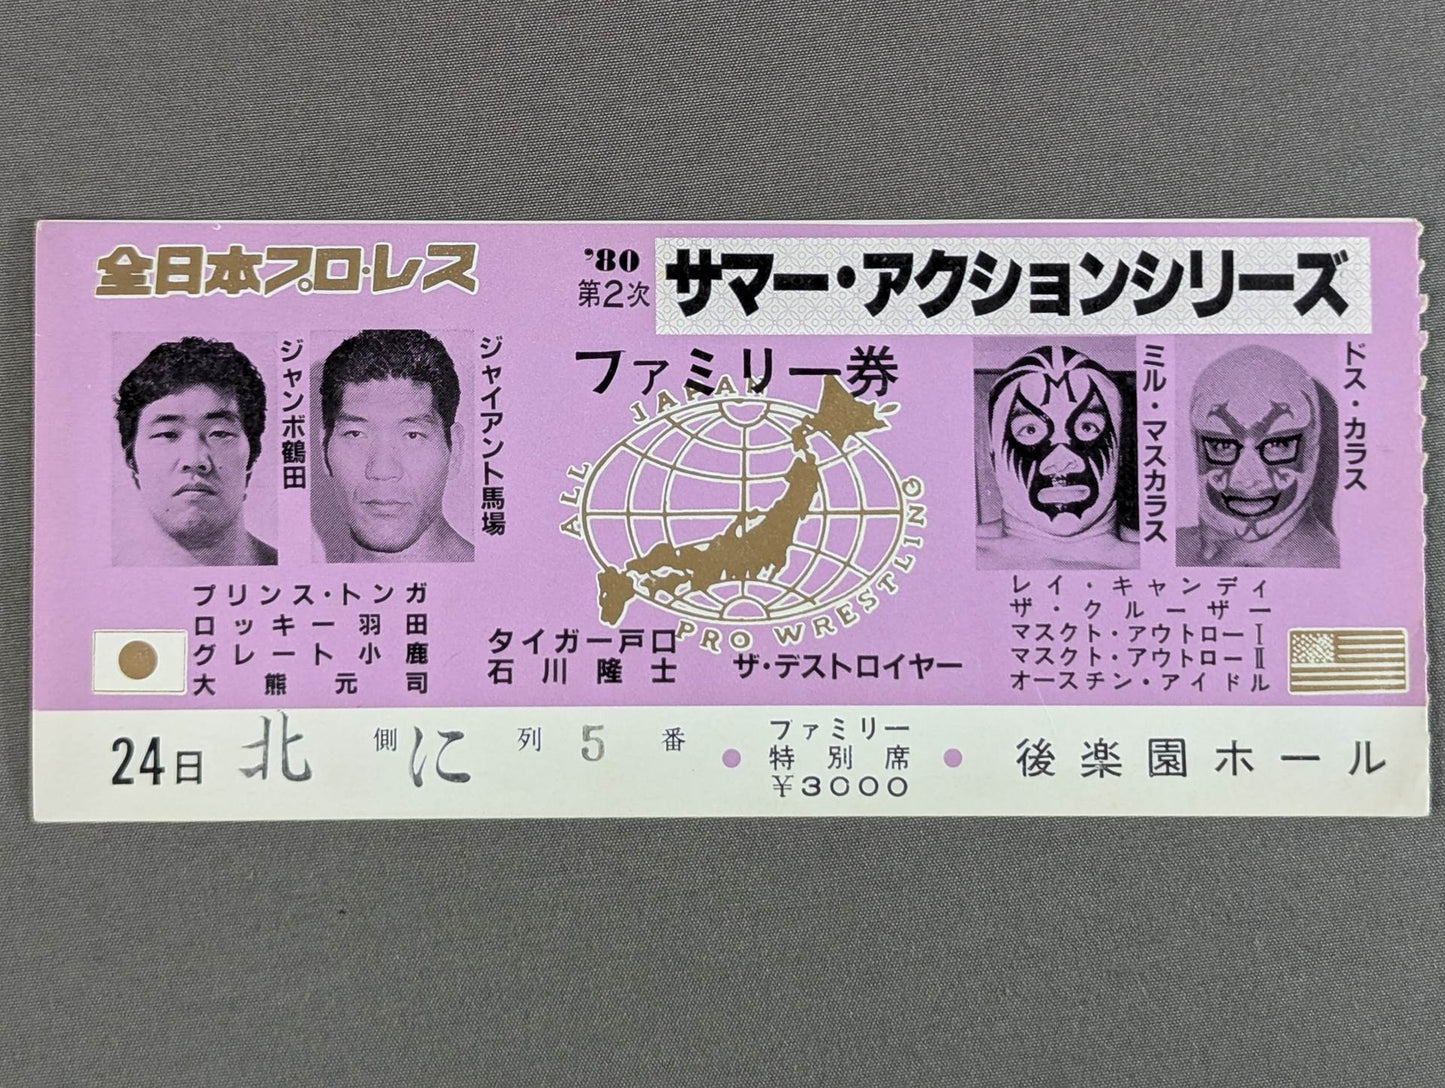 全日本プロ・レス
'80
第2次
サマー・アクションシリーズ
ファミリー券
ジャンボ鶴田
ジャイアント馬場
ミル・マスカラス
ドス・カラス
ALL JAPAN PRO WRESTLING
プリンス・トンガ
ロッキー羽田
グレート小鹿
大熊元司
タイガー戸口
石川隆士
ザ・デストロイヤー
レイ・キャンディ
ザ・クルーザー
マスクト・アウトローI
マスクト・アウトローII
オースチン・アイドル
24日 北側 に列 5番
ファミリー
特別席
¥3000
後楽園ホール